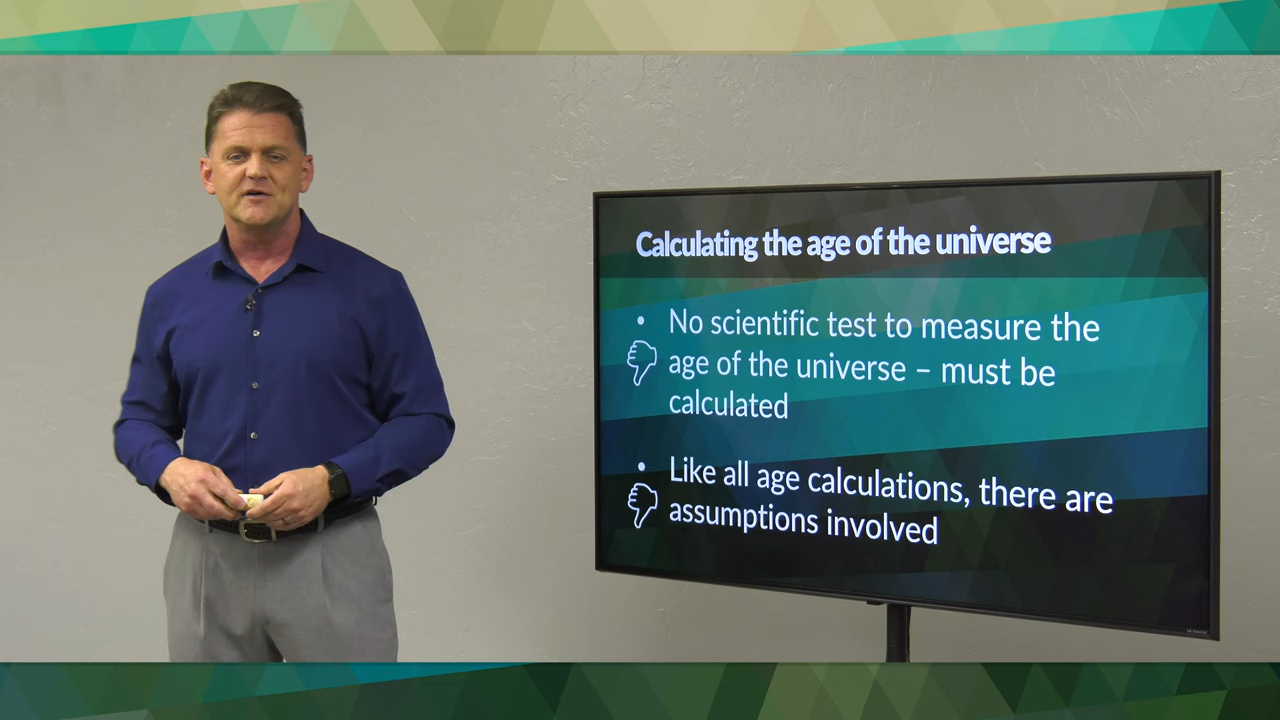 Calculating the age of the universe
• No scientific test to measure the
age of the universe – must be
calculated
• Like all age calculations, there are
assumptions involved